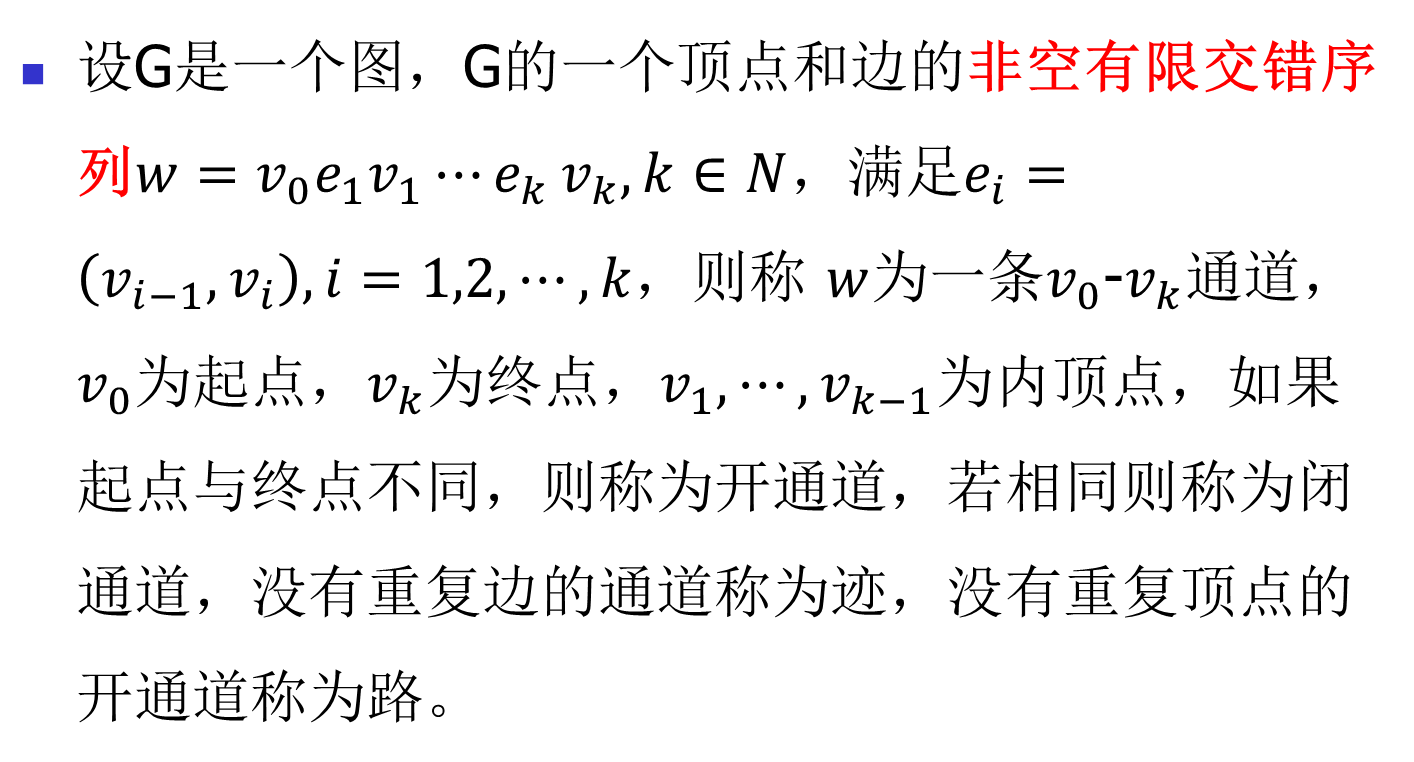 设G是一个图，G的一个顶点和边的非空有限交错序
列w = v₀e₁v₁ ⋯ eₖ vₖ, k ∈ N，满足eᵢ =
(vᵢ₋₁, vᵢ), i = 1,2, ⋯ , k，则称 w为一条v₀-vₖ通道，
v₀为起点，vₖ为终点，v₁, ⋯ , vₖ₋₁为内顶点，如果
起点与终点不同，则称为开通道，若相同则称为闭
通道，没有重复边的通道称为迹，没有重复顶点的
开通道称为路。